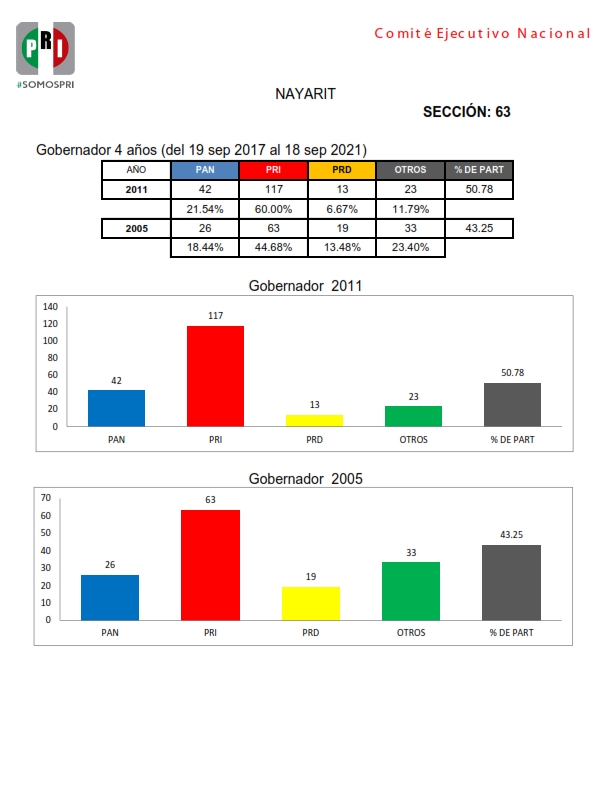 PRI
#SOMOSPRI
Comité Ejecutivo Nacional
NAYARIT
SECCIÓN: 63
Gobernador 4 años (del 19 sep 2017 al 18 sep 2021)
AÑO PAN PRI PRD OTROS % DE PART
2011 42 117 13 23 50.78
21.54% 60.00% 6.67% 11.79%
2005 26 63 19 33 43.25
18.44% 44.68% 13.48% 23.40%
Gobernador 2011
140
120
100
80
60
40
20
0
42
117
13
23
50.78
PAN PRI PRD OTROS % DE PART
Gobernador 2005
70
60
50
40
30
20
10
0
26
63
19
33
43.25
PAN PRI PRD OTROS % DE PART